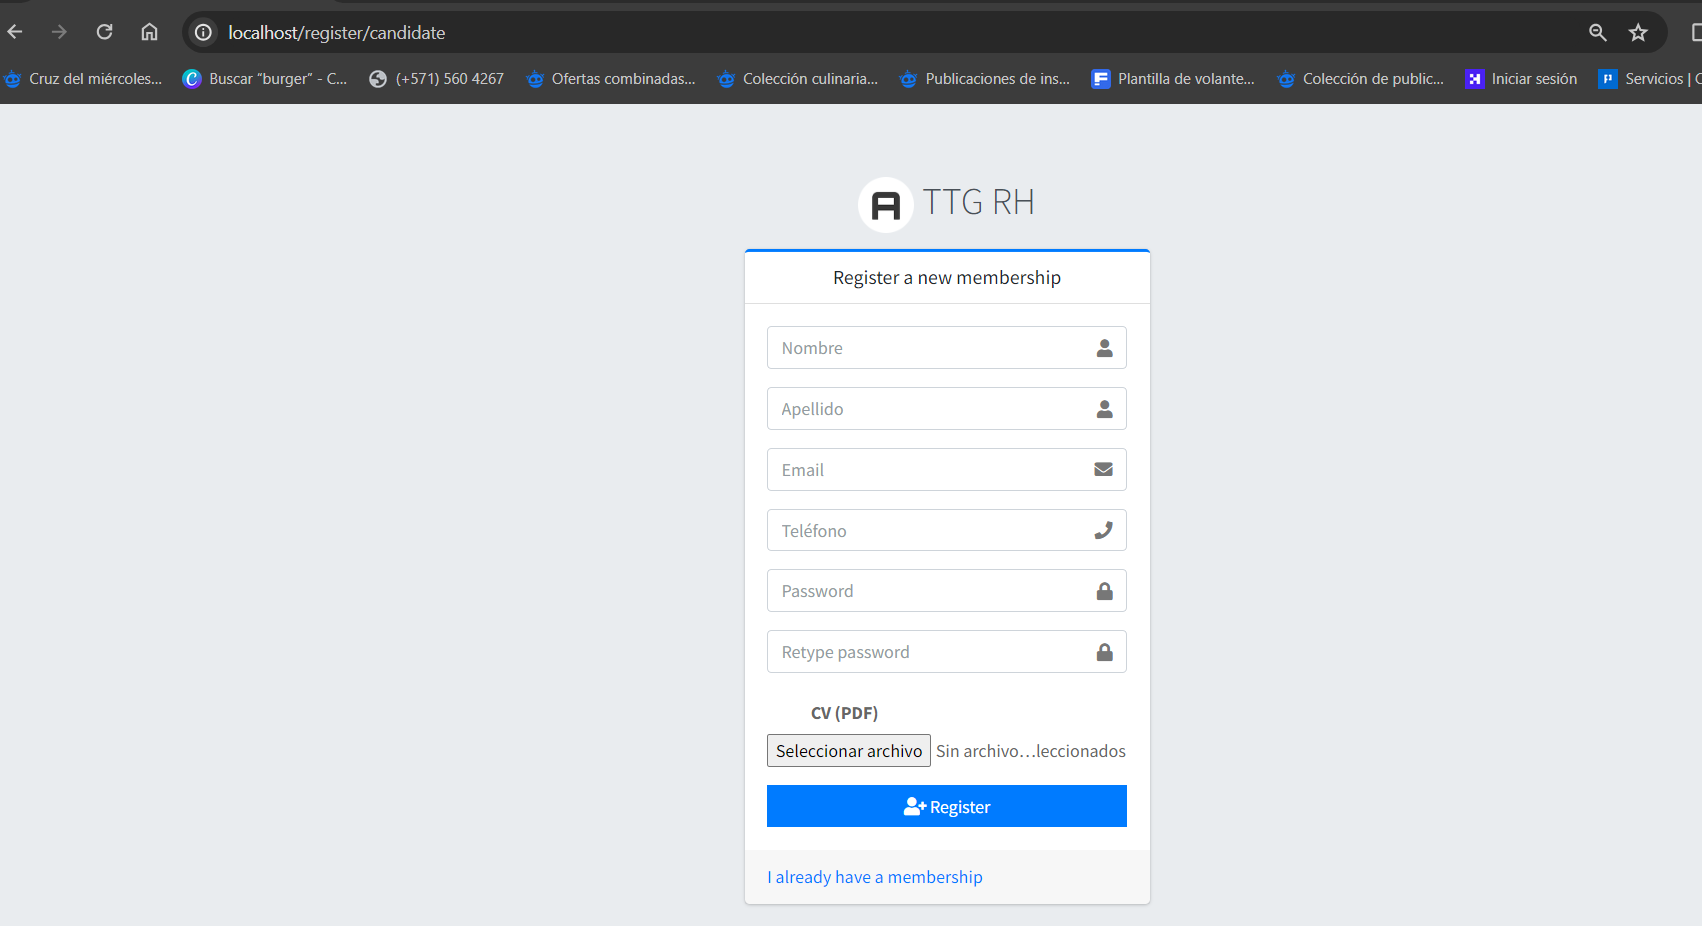 localhost/register/candidate
Cruz del miércoles... Buscar “burger” - C... (+571) 560 4267 Ofertas combinadas... Colección culinaria... Publicaciones de ins... Plantilla de volante... Colección de public... Iniciar sesión Servicios | C
TTG RH
Register a new membership
Nombre
Apellido
Email
Teléfono
Password
Retype password
CV (PDF)
Seleccionar archivo Sin archivo…leccionados
Register
I already have a membership